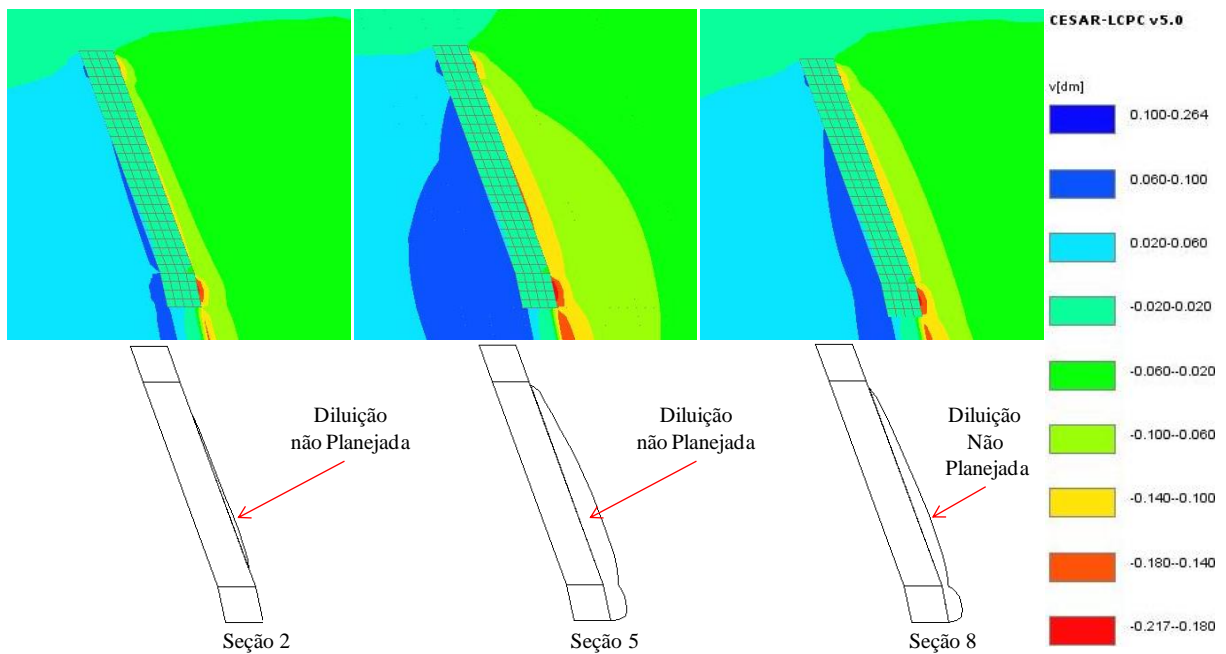 CESAR-LCPC v5.0
v[dm]
0.100-0.264
0.060-0.100
0.020-0.060
-0.020-0.020
-0.060--0.020
-0.100--0.060
-0.140--0.100
-0.180--0.140
-0.217--0.180
Diluição
não Planejada
Seção 2
Diluição
não Planejada
Seção 5
Diluição
Não
Planejada
Seção 8